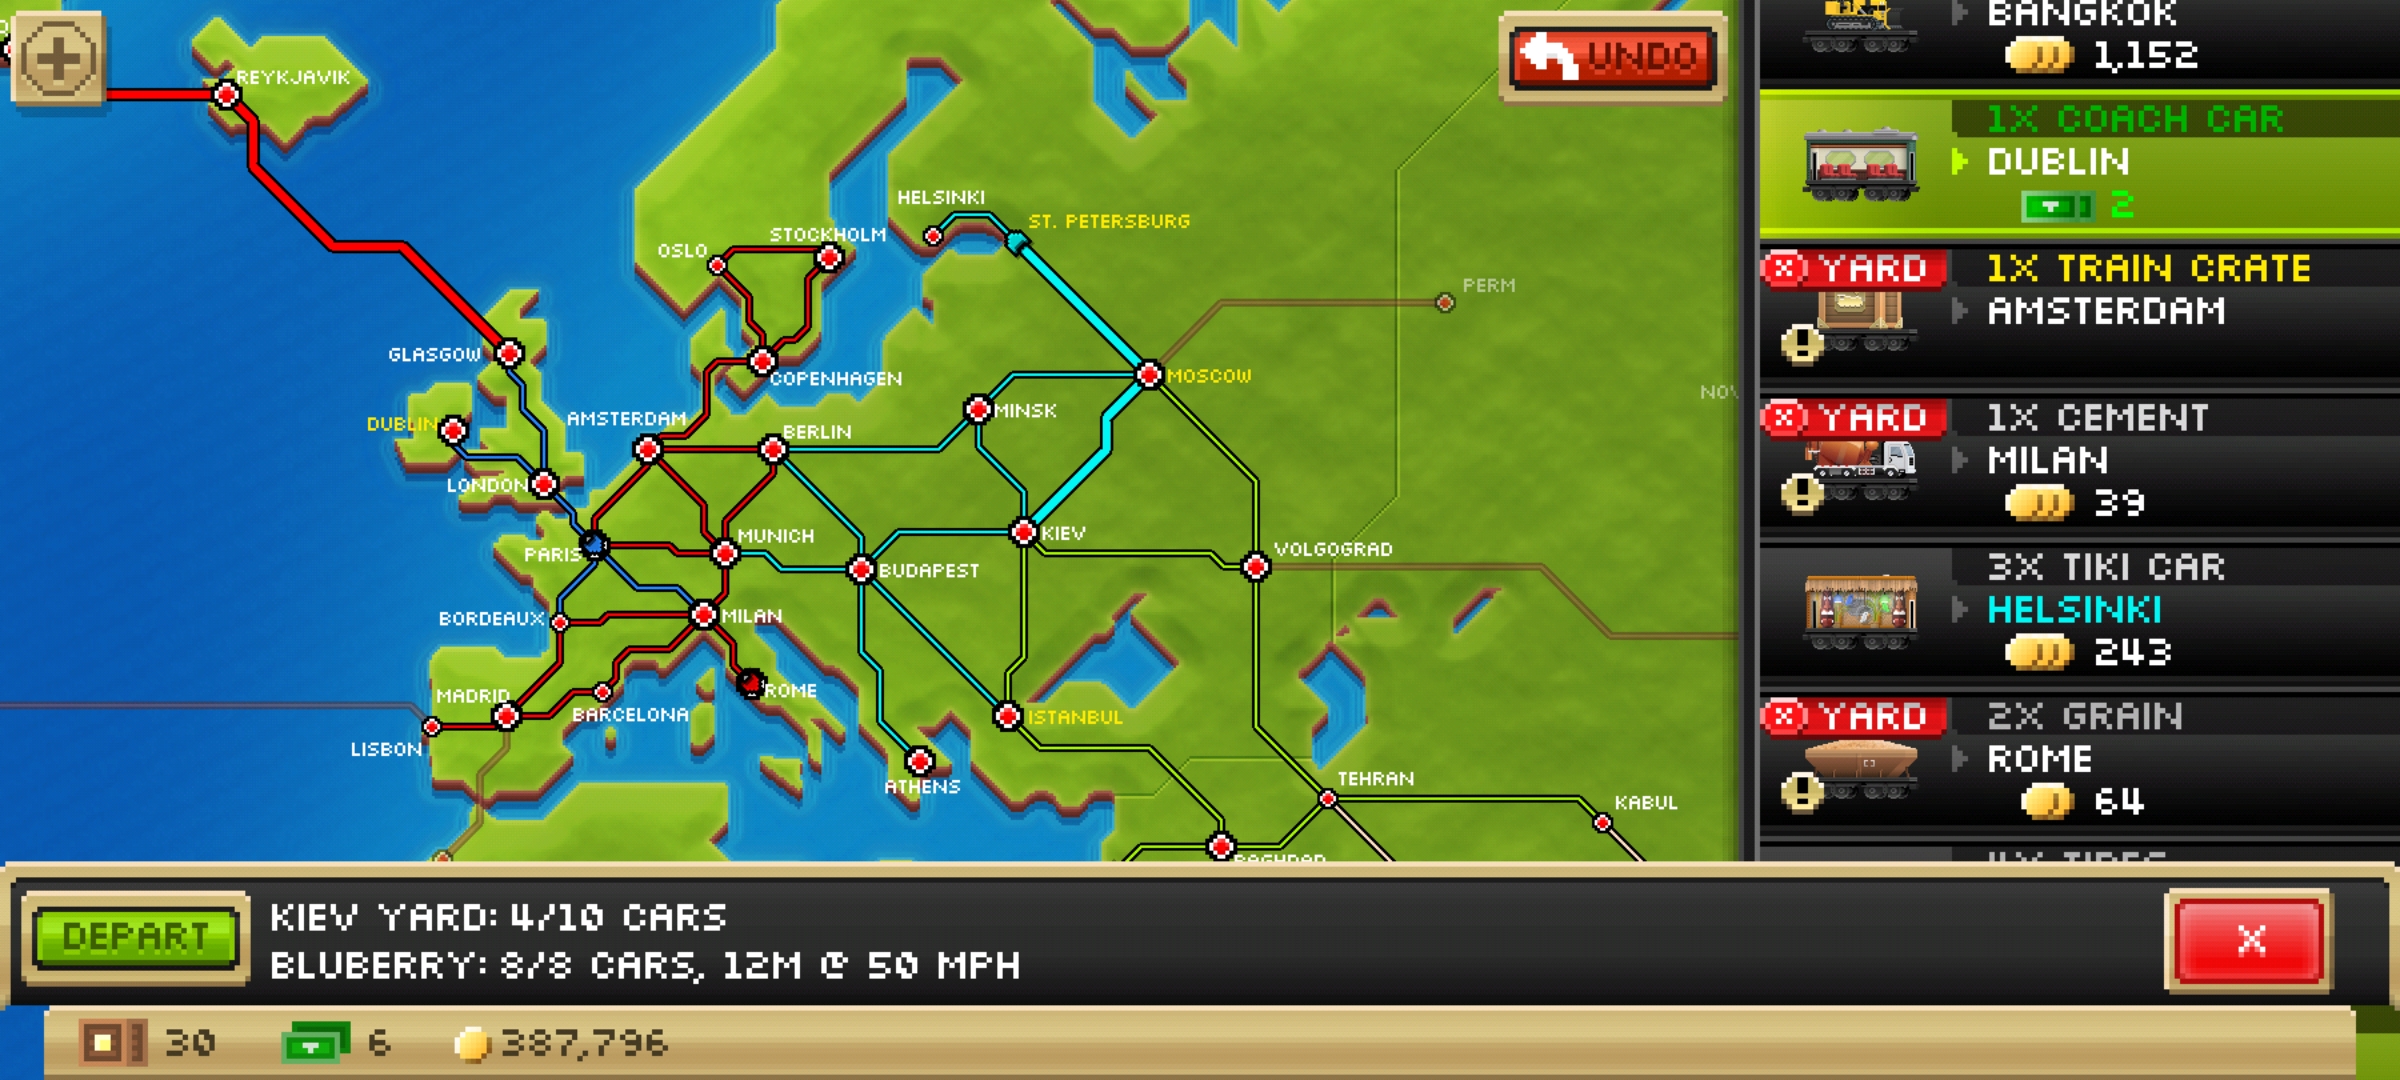 REYKJAVIK
UNDO
HELSINKI
ST. PETERSBURG
STOCKHOLM
OSLO
PERM
GLASGOW
COPENHAGEN
MOSCOW
DUBLIN
AMSTERDAM
BERLIN
MINSK
LONDON
PARIS
MUNICH
BUDAPEST
KIEV
VOLGOGRAD
BORDEAUX
MILAN
MADRID
BARCELONA
ROME
ISTANBUL
LISBON
ATHENS
TEHRAN
KABUL
BAGHDAD
BANGKOK
1,152
1X COACH CAR
DUBLIN
2
YARD
1X TRAIN CRATE
AMSTERDAM
YARD
1X CEMENT
MILAN
39
3X TIKI CAR
HELSINKI
243
YARD
2X GRAIN
ROME
64
DEPART
KIEV YARD: 4/10 CARS
BLUBERRY: 8/8 CARS, 12M @ 50 MPH
X
30
6
387,796